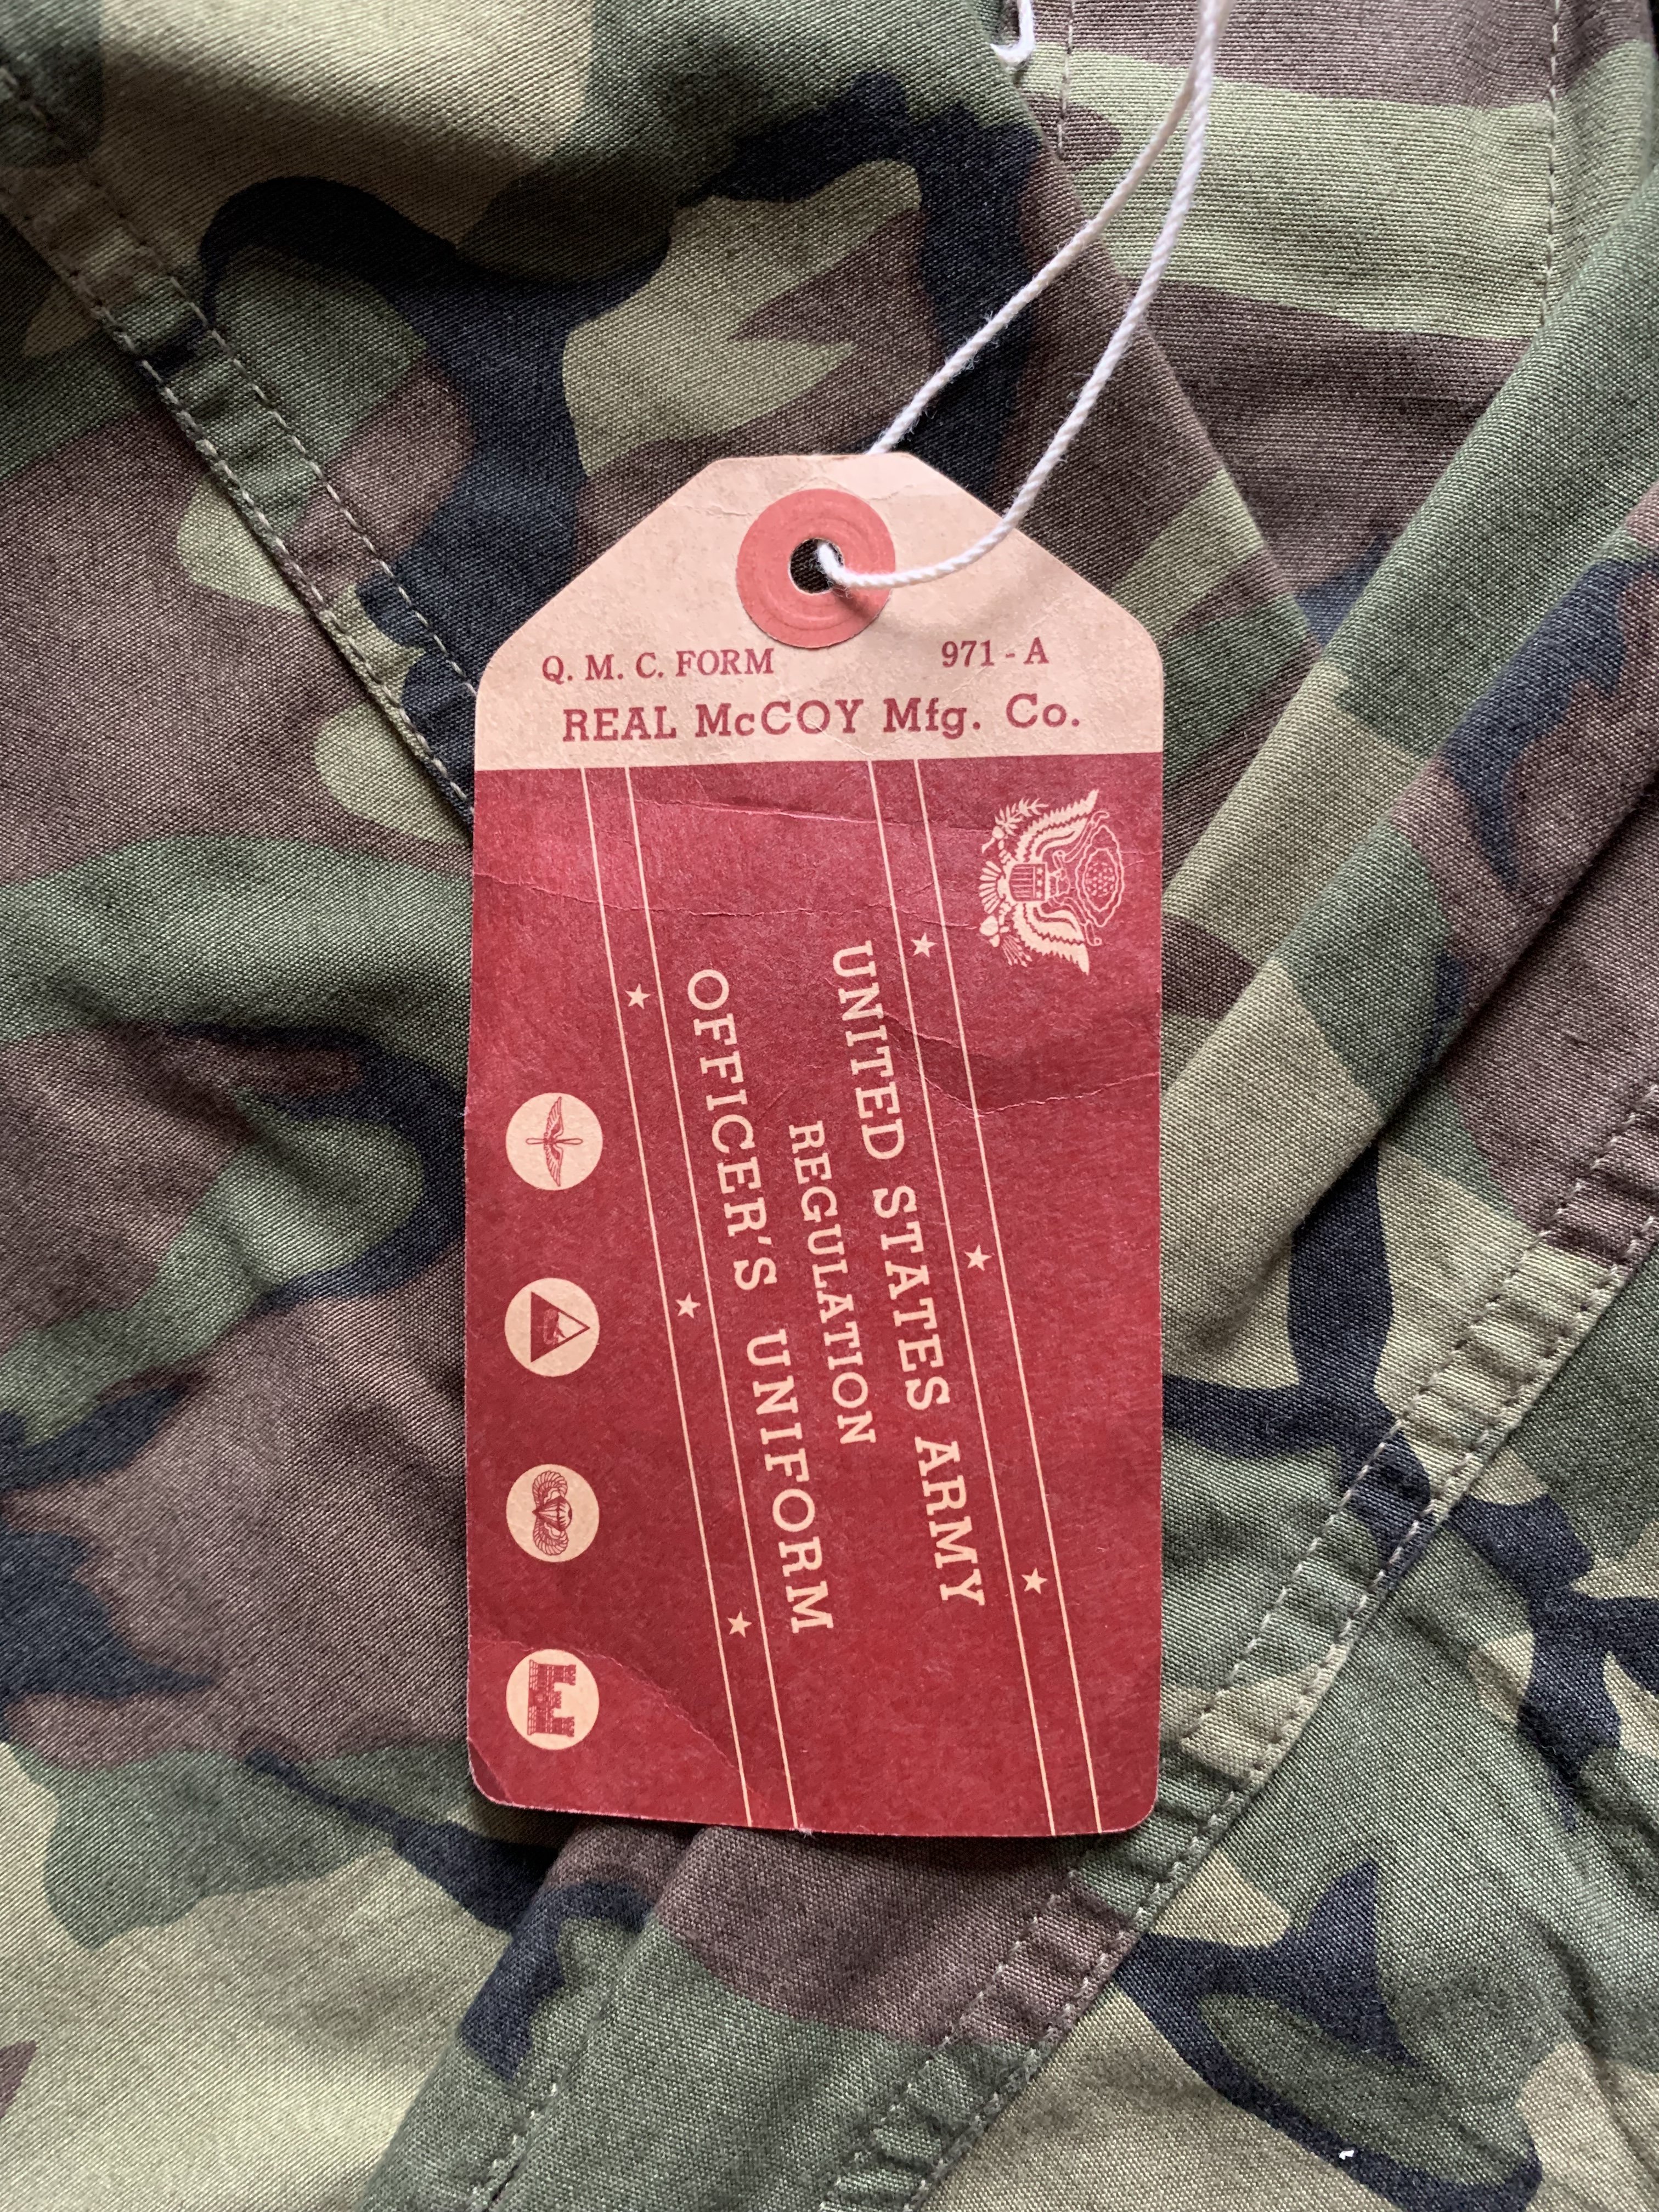 Q. M. C. FORM 971 - A
REAL McCOY Mfg. Co.
UNITED STATES ARMY
REGULATION
OFFICER'S UNIFORM